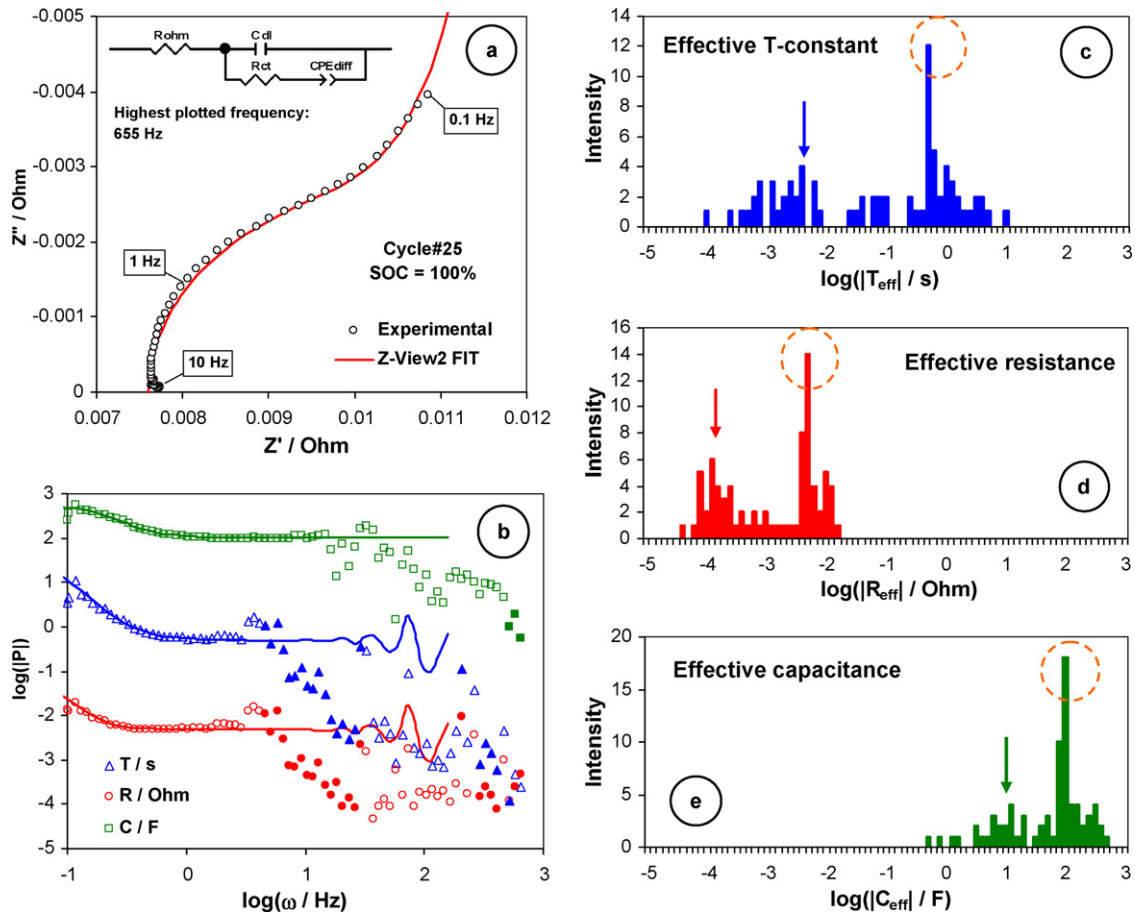 -0.005
-0.004
-0.003
-0.002
-0.001
0
Z'' / Ohm
Rohm
Cdl
Rct
CPEdiff
a
Highest plotted frequency:
655 Hz
0.1 Hz
1 Hz
10 Hz
Cycle#25
SOC = 100%
Experimental
Z-View2 FIT
0.007
0.008
0.009
0.01
0.011
0.012
Z' / Ohm
3
2
1
0
-1
-2
-3
-4
-5
log(|P|)
b
T / s
R / Ohm
C / F
-1
0
1
2
3
log(ω / Hz)
14
12
10
8
6
4
2
0
Intensity
Effective T-constant
c
-5
-4
-3
-2
-1
0
1
2
3
log(|Teff| / s)
16
14
12
10
8
6
4
2
0
Intensity
Effective resistance
d
-5
-4
-3
-2
-1
0
1
2
3
log(|Reff| / Ohm)
20
15
10
5
0
Intensity
Effective capacitance
e
-5
-4
-3
-2
-1
0
1
2
3
log(|Ceff| / F)